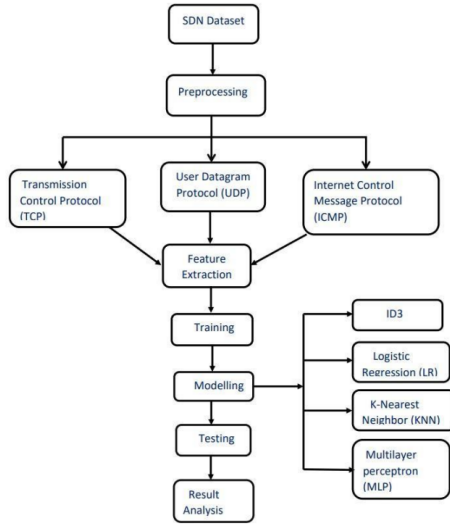 SDN Dataset
Preprocessing
Transmission
Control Protocol
(TCP)
User Datagram
Protocol (UDP)
Internet Control
Message Protocol
(ICMP)
Feature
Extraction
Training
Modelling
Testing
Result
Analysis
ID3
Logistic
Regression (LR)
K-Nearest
Neighbor (KNN)
Multilayer
perceptron
(MLP)